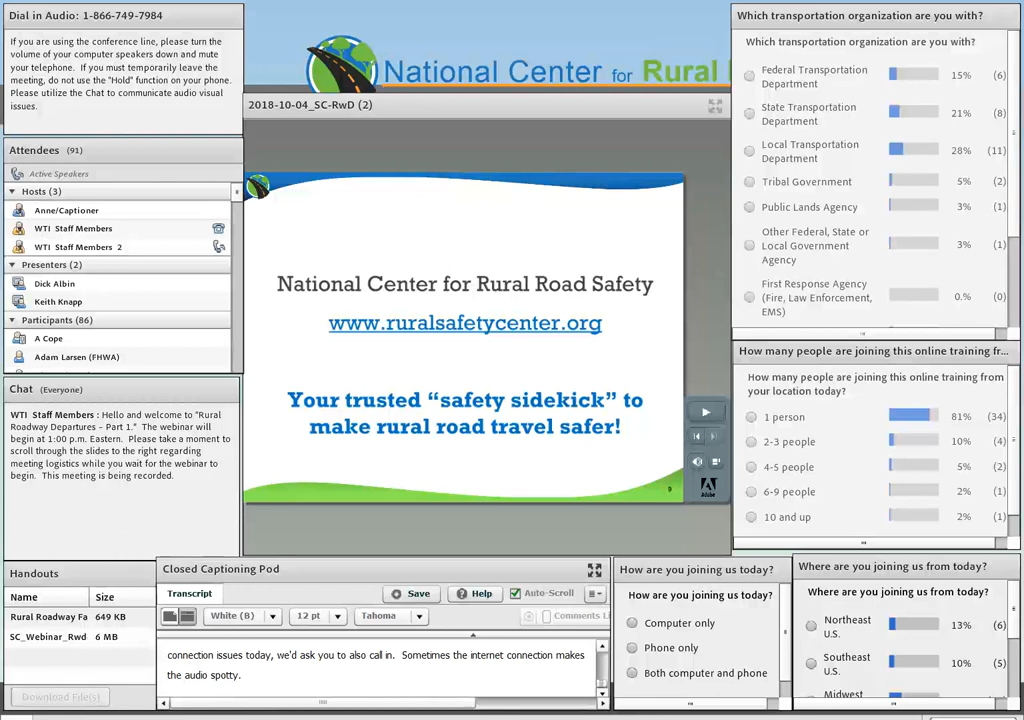 Dial in Audio: 1-866-749-7984
If you are using the conference line, please turn the
volume of your computer speakers down and mute
your telephone. If you must temporarily leave the
meeting, do not use the "Hold" function on your phone.
Please utilize the Chat to communicate audio visual
issues.
Attendees (91)
Active Speakers
Hosts (3)
Anne/Captioner
WTI Staff Members
WTI Staff Members 2
Presenters (2)
Dick Albin
Keith Knapp
Participants (86)
A Cope
Adam Larsen (FHWA)
Chat (Everyone)
WTI Staff Members : Hello and welcome to "Rural
Roadway Departures – Part 1." The webinar will
begin at 1:00 p.m. Eastern. Please take a moment to
scroll through the slides to the right regarding
meeting logistics while you wait for the webinar to
begin. This meeting is being recorded.
Handouts
Name Size
Rural Roadway Fa 649 KB
SC_Webinar_Rwd 6 MB
Download File(s)
National Center for Rural
2018-10-04_SC-RwD (2)
National Center for Rural Road Safety
www.ruralsafetycenter.org
Your trusted “safety sidekick” to
make rural road travel safer!
9
Adobe
Closed Captioning Pod
Transcript Save Help Auto-Scroll
White (B) 12 pt Tahoma Comments Li
connection issues today, we'd ask you to also call in. Sometimes the internet connection makes
the audio spotty.
Which transportation organization are you with?
Which transportation organization are you with?
Federal Transportation
Department 15% (6)
State Transportation
Department 21% (8)
Local Transportation
Department 28% (11)
Tribal Government 5% (2)
Public Lands Agency 3% (1)
Other Federal, State or
Local Government 3% (1)
Agency
First Response Agency
(Fire, Law Enforcement, 0.% (0)
EMS)
How many people are joining this online training fr...
How many people are joining this online training from
your location today?
1 person 81% (34)
2-3 people 10% (4)
4-5 people 5% (2)
6-9 people 2% (1)
10 and up 2% (1)
How are you joining us today?
How are you joining us today?
Computer only
Phone only
Both computer and phone
Where are you joining us from today?
Where are you joining us from today?
Northeast
U.S. 13% (6)
Southeast
U.S. 10% (5)
Midwest